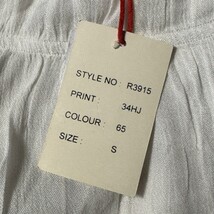 STYLE NO : R3915
PRINT : 34HJ
COLOUR : 65
SIZE : S